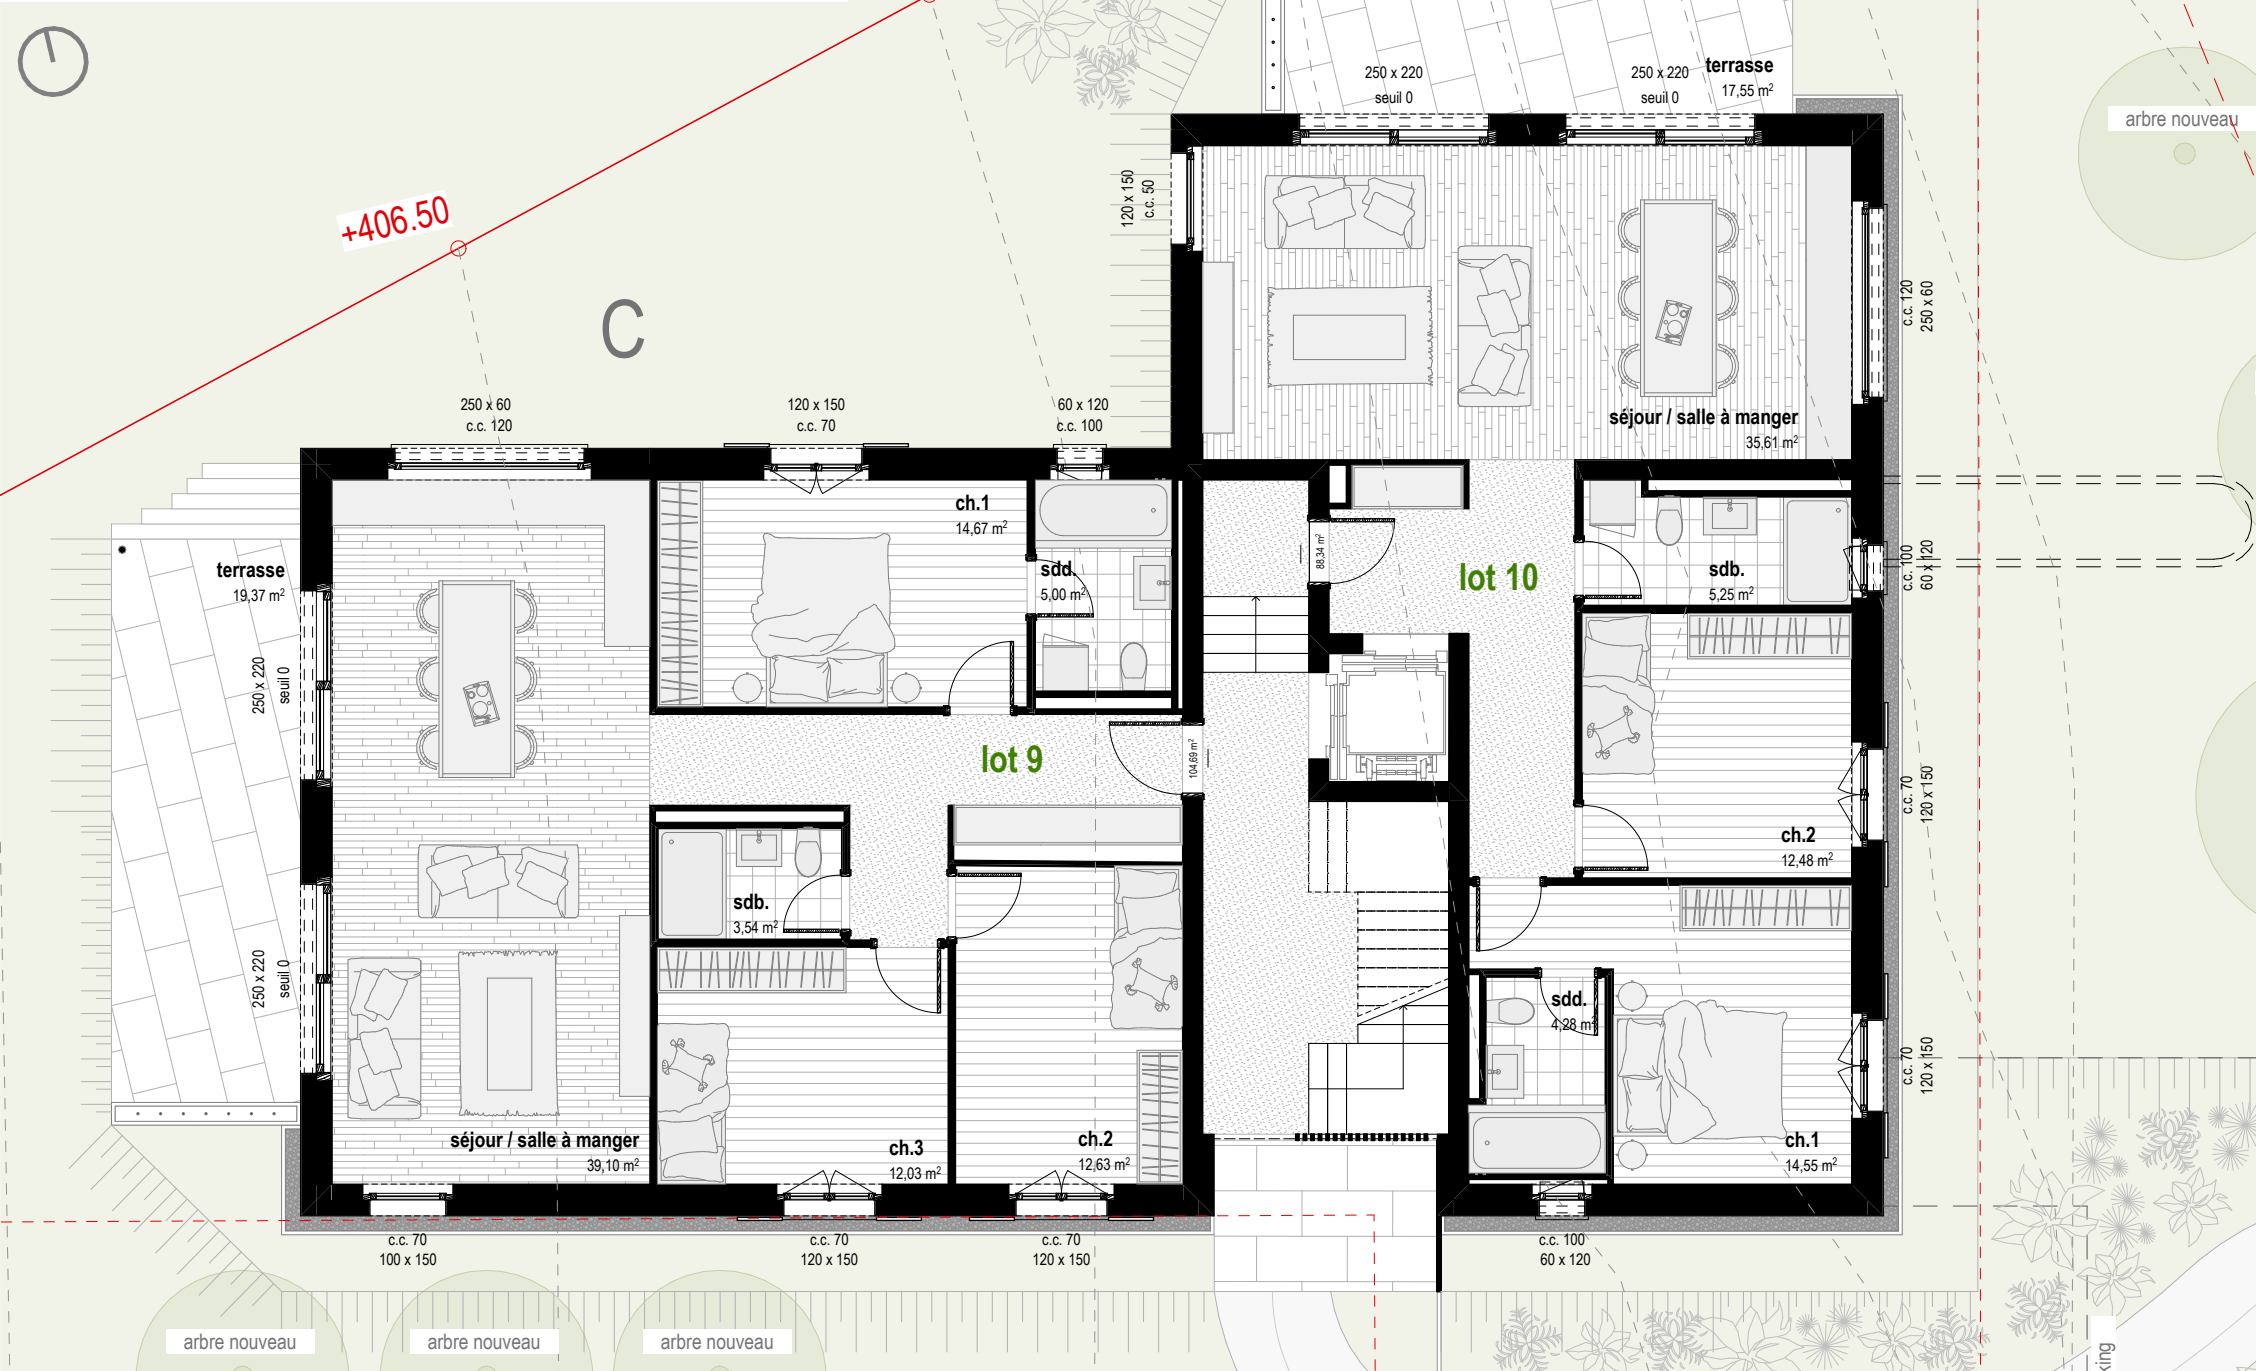 250 x 220
seuil 0
250 x 220
seuil 0
terrasse
17,55 m²
arbre nouveau
+406.50
120 x 150
c.c. 50
C
c.c. 120
250 x 60
250 x 60
c.c. 120
120 x 150
c.c. 70
60 x 120
c.c. 100
séjour / salle à manger
35,61 m²
ch.1
14,67 m²
terrasse
19,37 m²
sdd.
5,00 m²
88,34 m²
lot 10
sdb.
5,25 m²
c.c. 100
60 x 120
250 x 220
seuil 0
lot 9
104,69 m²
c.c. 70
120 x 150
ch.2
12,48 m²
sdb.
3,54 m²
250 x 220
seuil 0
sdd.
4,28 m²
c.c. 70
120 x 150
séjour / salle à manger
39,10 m²
ch.3
12,03 m²
ch.2
12,63 m²
ch.1
14,55 m²
c.c. 70
100 x 150
c.c. 70
120 x 150
c.c. 70
120 x 150
c.c. 100
60 x 120
arbre nouveau
arbre nouveau
arbre nouveau
king